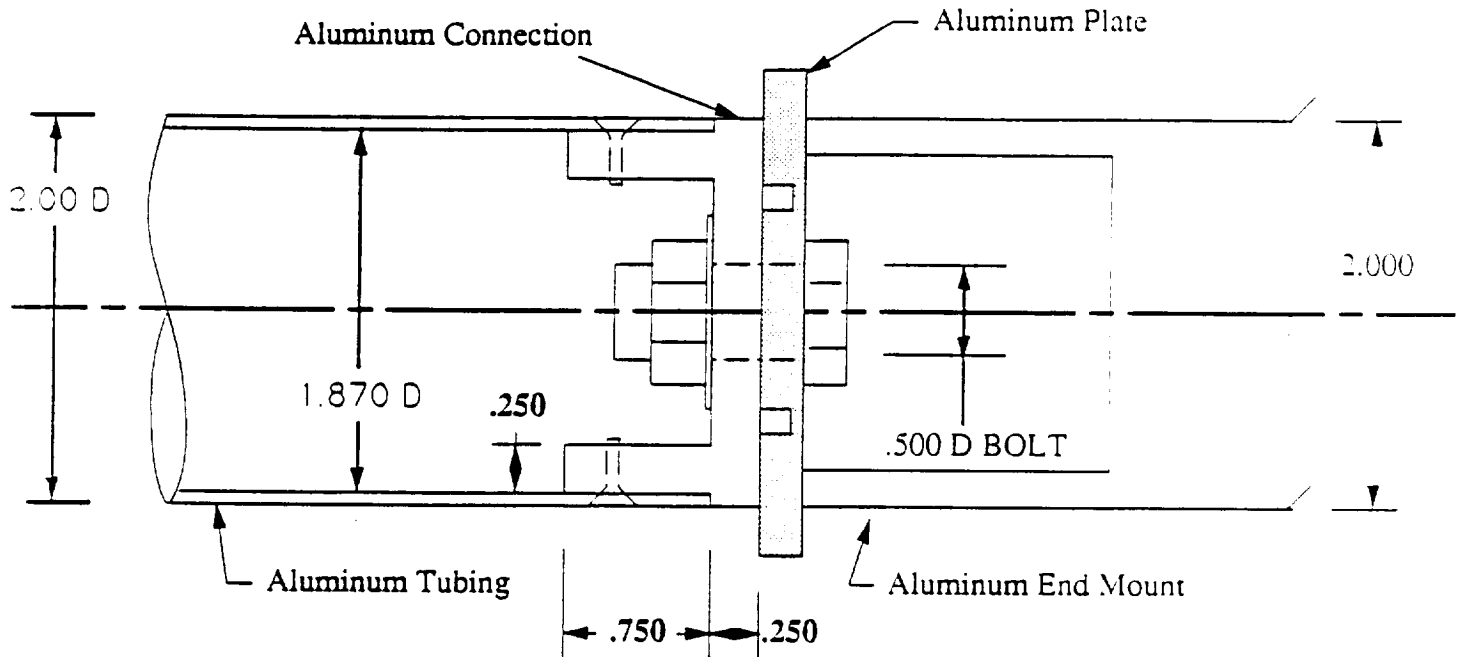 Aluminum Plate
Aluminum Connection
2.00 D
2.000
1.870 D
.250
.500 D BOLT
Aluminum Tubing
Aluminum End Mount
.750
.250